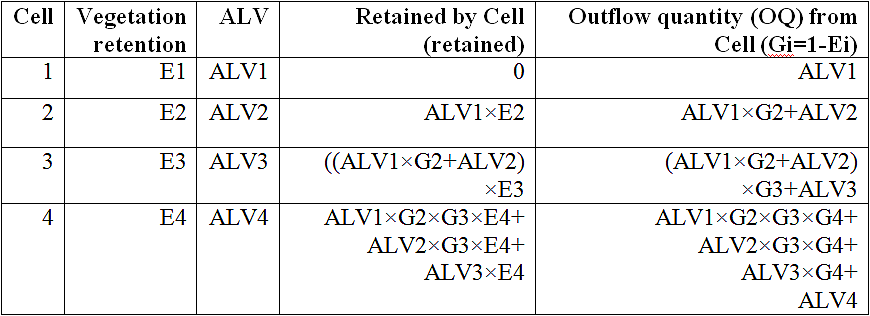 Cell Vegetation retention ALV Retained by Cell (retained) Outflow quantity (OQ) from Cell (Gi=1-Ei)
1 E1 ALV1 0 ALV1
2 E2 ALV2 ALV1×E2 ALV1×G2+ALV2
3 E3 ALV3 ((ALV1×G2+ALV2) ×E3 (ALV1×G2+ALV2) ×G3+ALV3
4 E4 ALV4 ALV1×G2×G3×E4+ ALV2×G3×E4+ ALV3×E4 ALV1×G2×G3×G4+ ALV2×G3×G4+ ALV3×G4+ ALV4